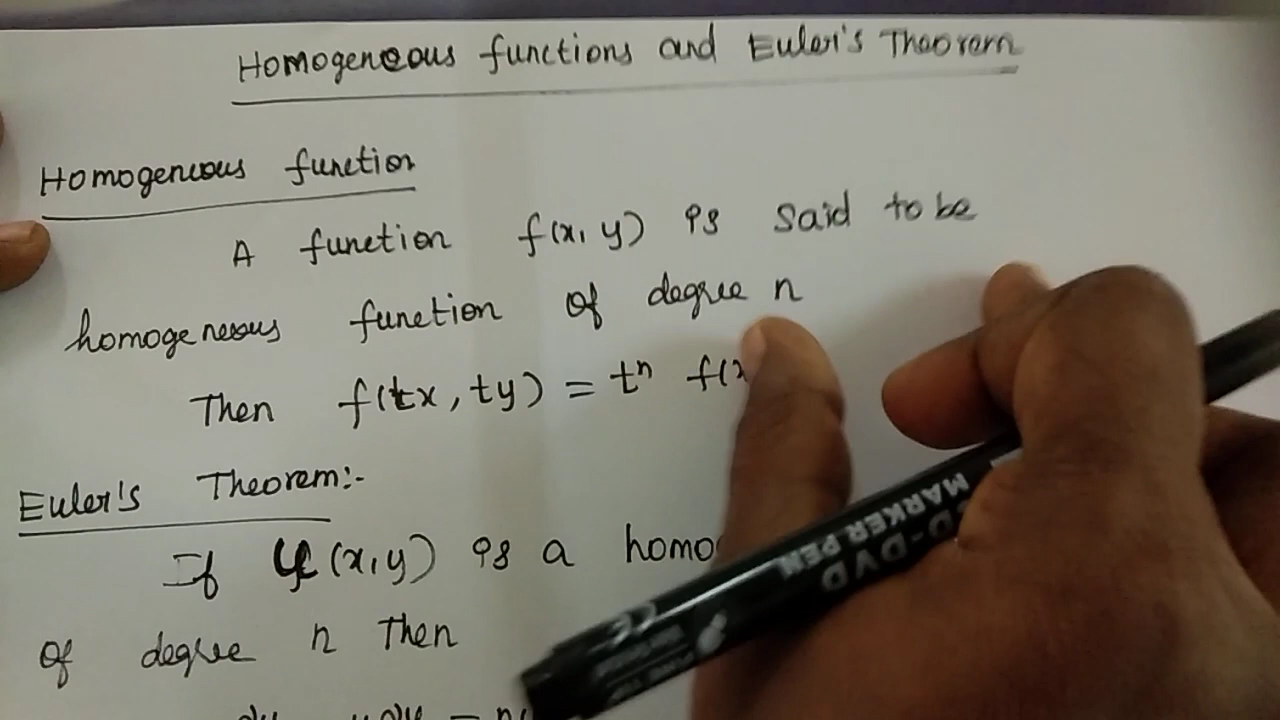 Homogeneous functions and Euler's Theorem
Homogeneous function
A function f(x, y) is said to be
homogeneous function of degree n
Then f(tx, ty) = tⁿ f(x
Euler's Theorem:-
If (x,y) is a homo
of degree n Then
MARKER PEN
CE